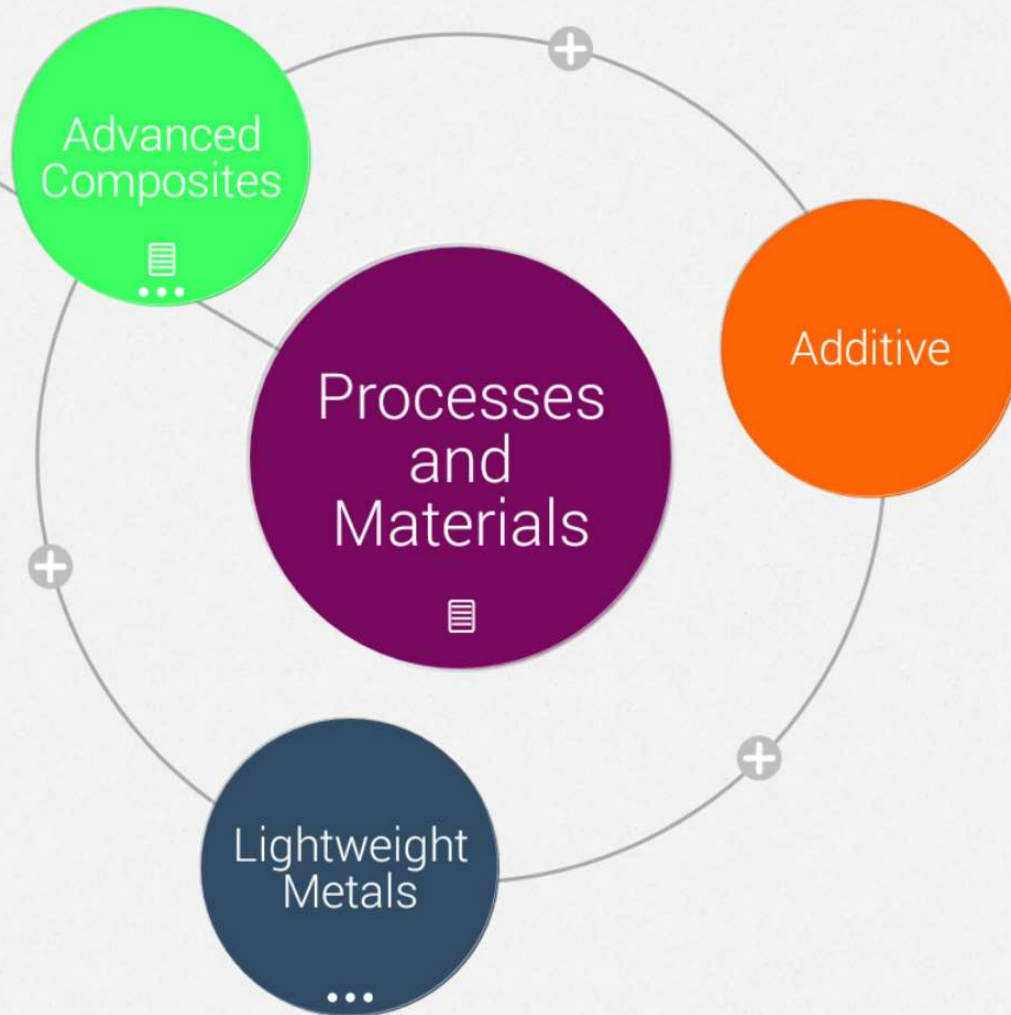 Advanced
Composites
Additive
Processes
and
Materials
Lightweight
Metals